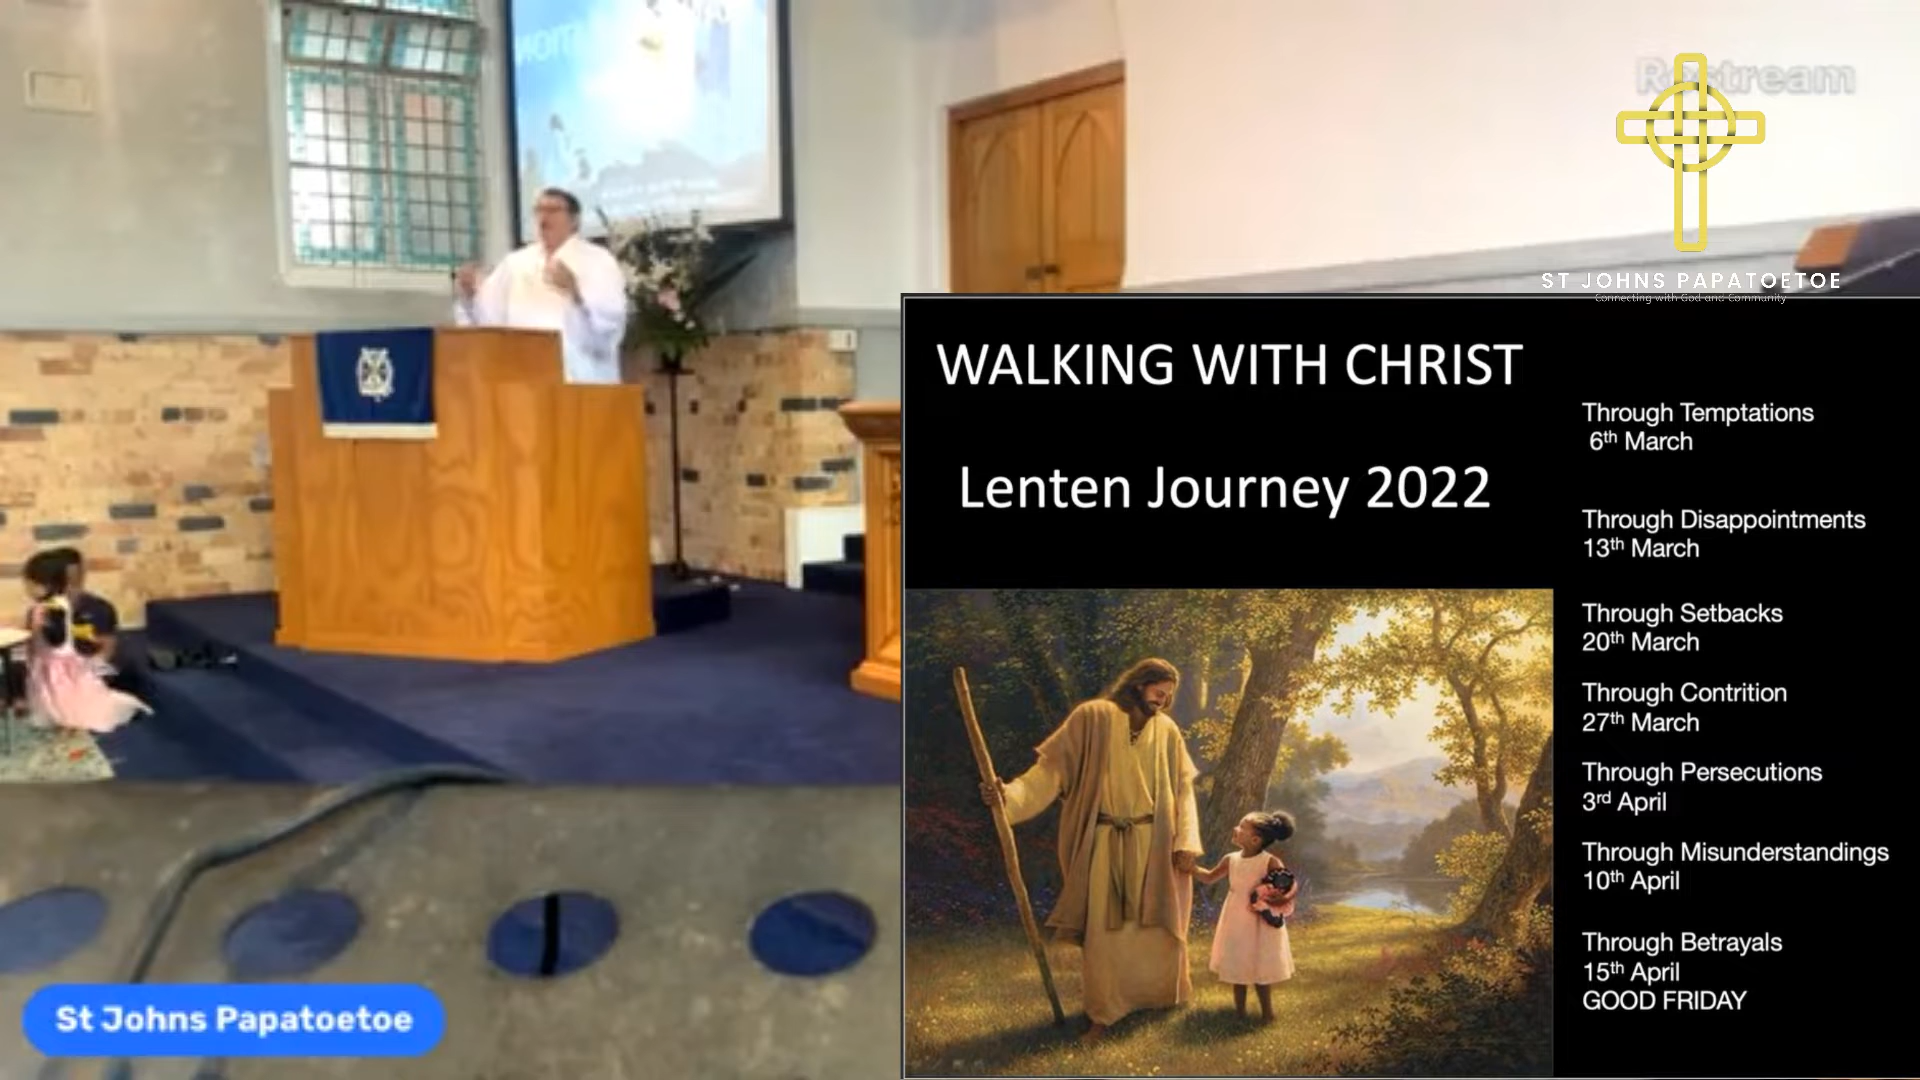 Restream
ST JOHNS PAPATOETOE
Connecting with God and Community
WALKING WITH CHRIST
Lenten Journey 2022
Through Temptations
6th March
Through Disappointments
13th March
Through Setbacks
20th March
Through Contrition
27th March
Through Persecutions
3rd April
Through Misunderstandings
10th April
Through Betrayals
15th April
GOOD FRIDAY
St Johns Papatoetoe